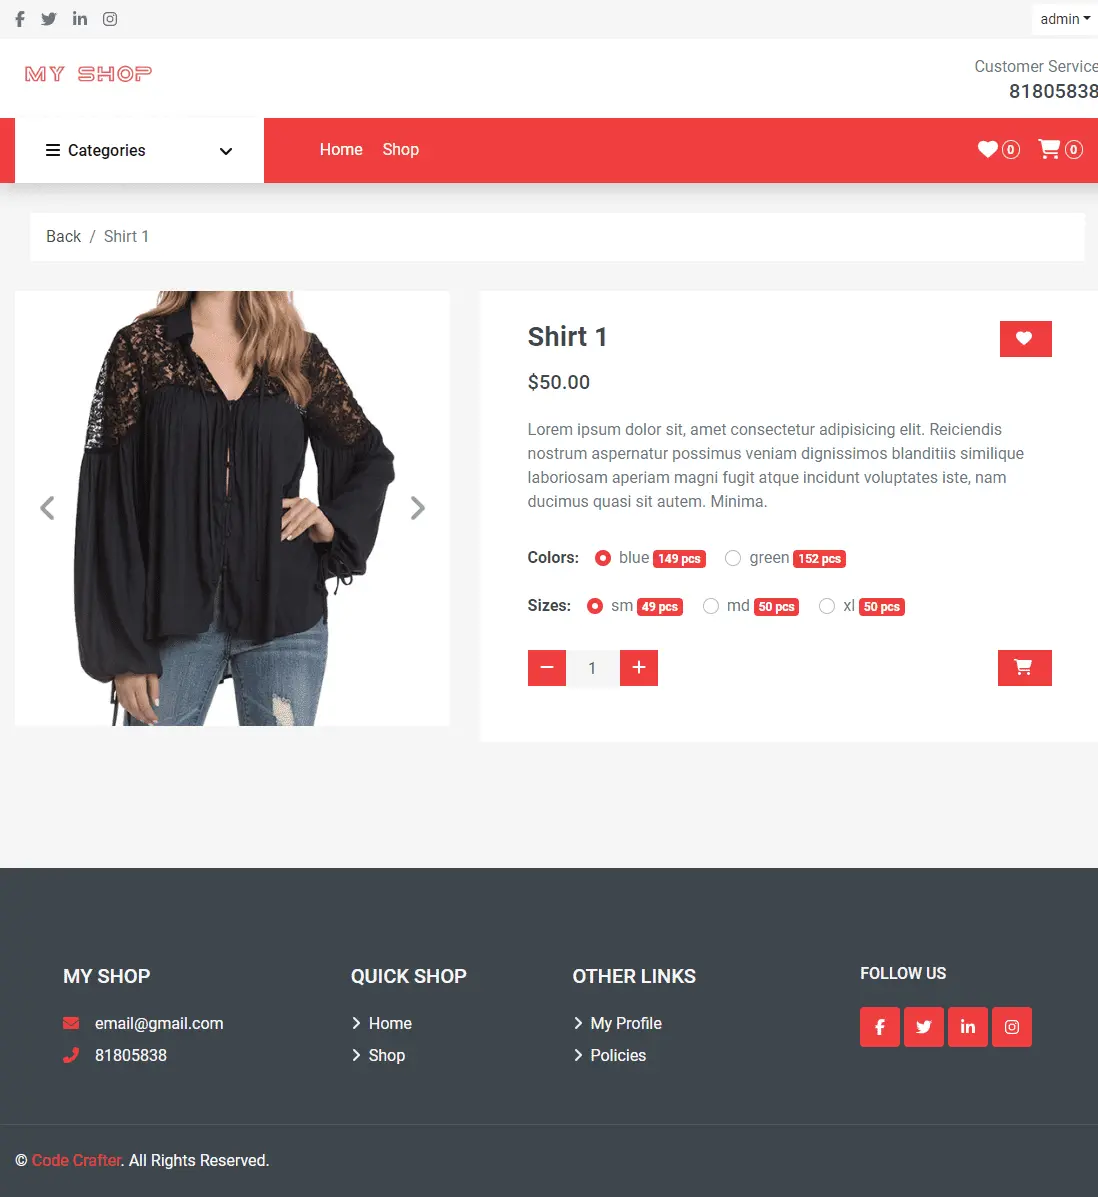 admin
MY SHOP
Customer Service
81805838
Categories
Home Shop
0 0
Back / Shirt 1
Shirt 1
$50.00
Lorem ipsum dolor sit, amet consectetur adipisicing elit. Reiciendis
nostrum aspernatur possimus veniam dignissimos blanditiis similique
laboriosam aperiam magni fugit atque incidunt voluptates iste, nam
ducimus quasi sit autem. Minima.
Colors: blue 149 pcs green 152 pcs
Sizes: sm 49 pcs md 50 pcs xl 50 pcs
1
MY SHOP
email@gmail.com
81805838
QUICK SHOP
Home
Shop
OTHER LINKS
My Profile
Policies
FOLLOW US
© Code Crafter. All Rights Reserved.